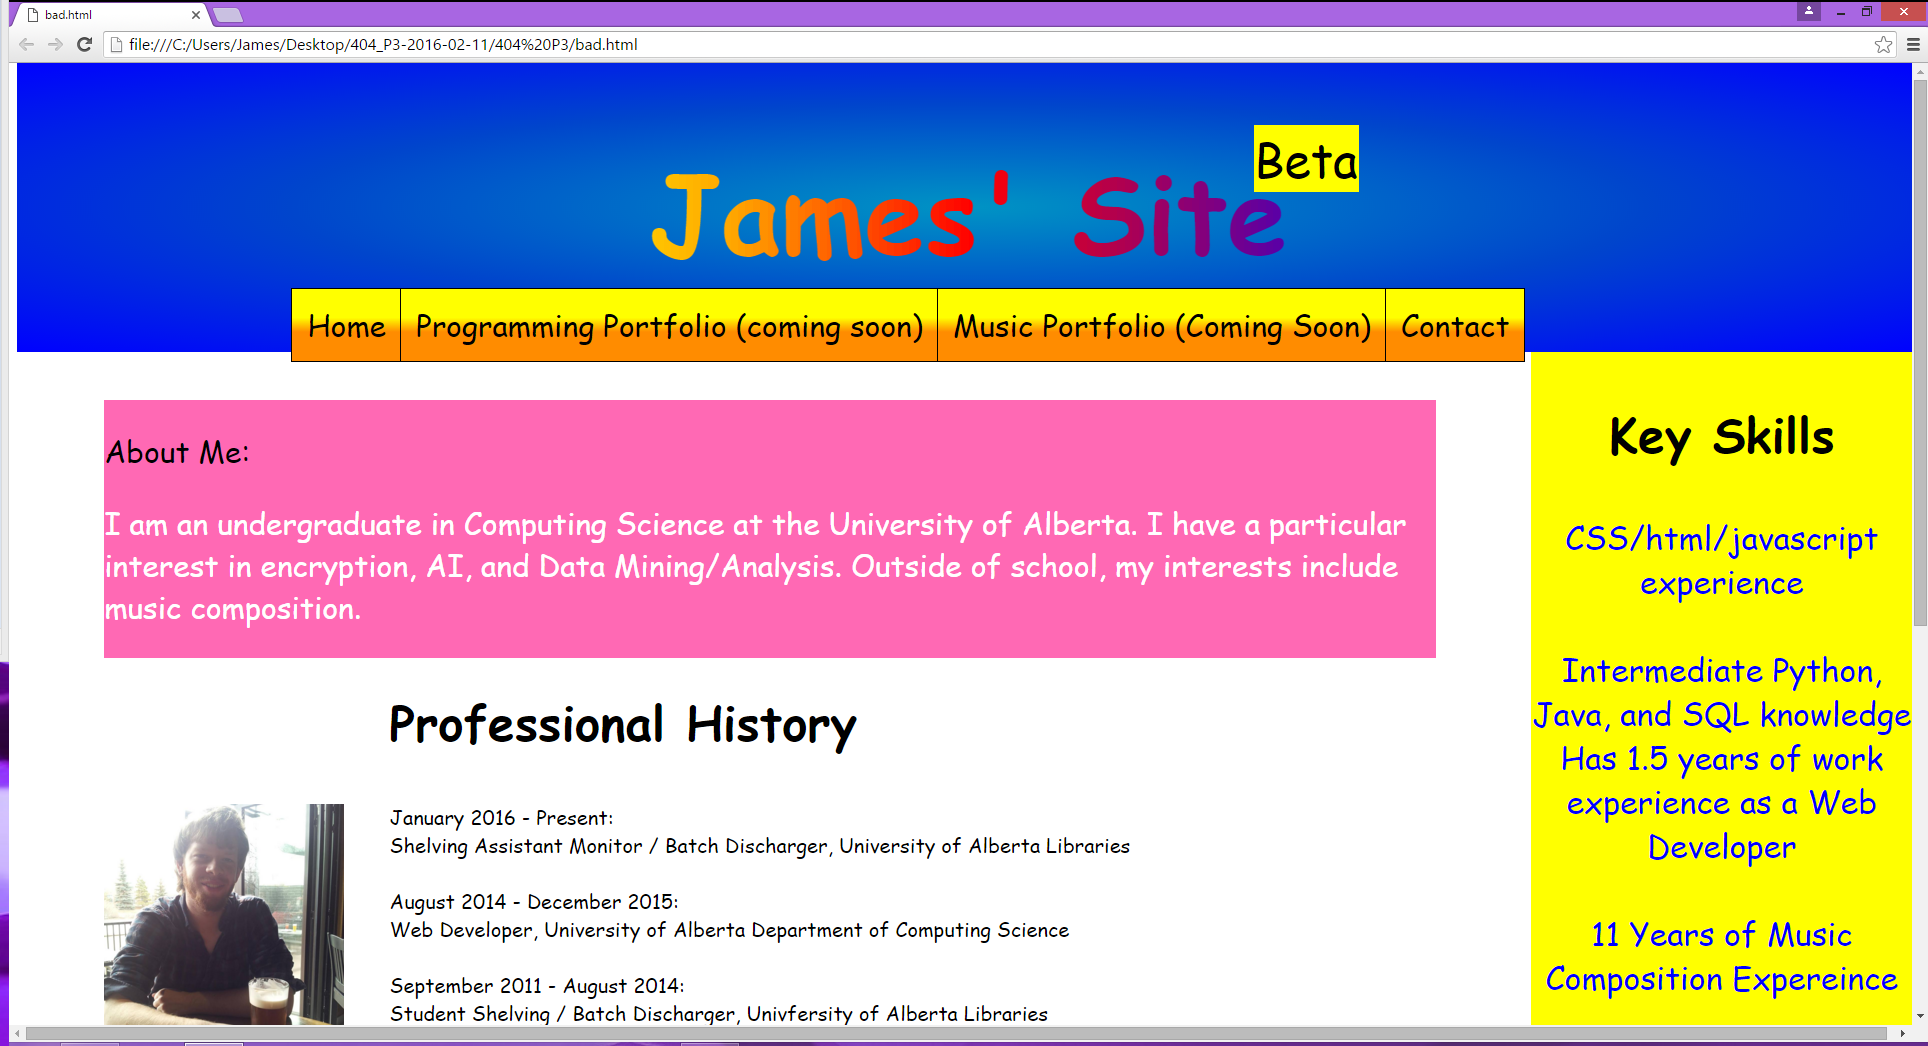 bad.html
file:///C:/Users/James/Desktop/404_P3-2016-02-11/404%20P3/bad.html
Beta
James' Site
Home
Programming Portfolio (coming soon)
Music Portfolio (Coming Soon)
Contact
About Me:
I am an undergraduate in Computing Science at the University of Alberta. I have a particular
interest in encryption, AI, and Data Mining/Analysis. Outside of school, my interests include
music composition.
Professional History
January 2016 - Present:
Shelving Assistant Monitor / Batch Discharger, University of Alberta Libraries
August 2014 - December 2015:
Web Developer, University of Alberta Department of Computing Science
September 2011 - August 2014:
Student Shelving / Batch Discharger, Univfersity of Alberta Libraries
Key Skills
CSS/html/javascript
experience
Intermediate Python,
Java, and SQL knowledge
Has 1.5 years of work
experience as a Web
Developer
11 Years of Music
Composition Expereince